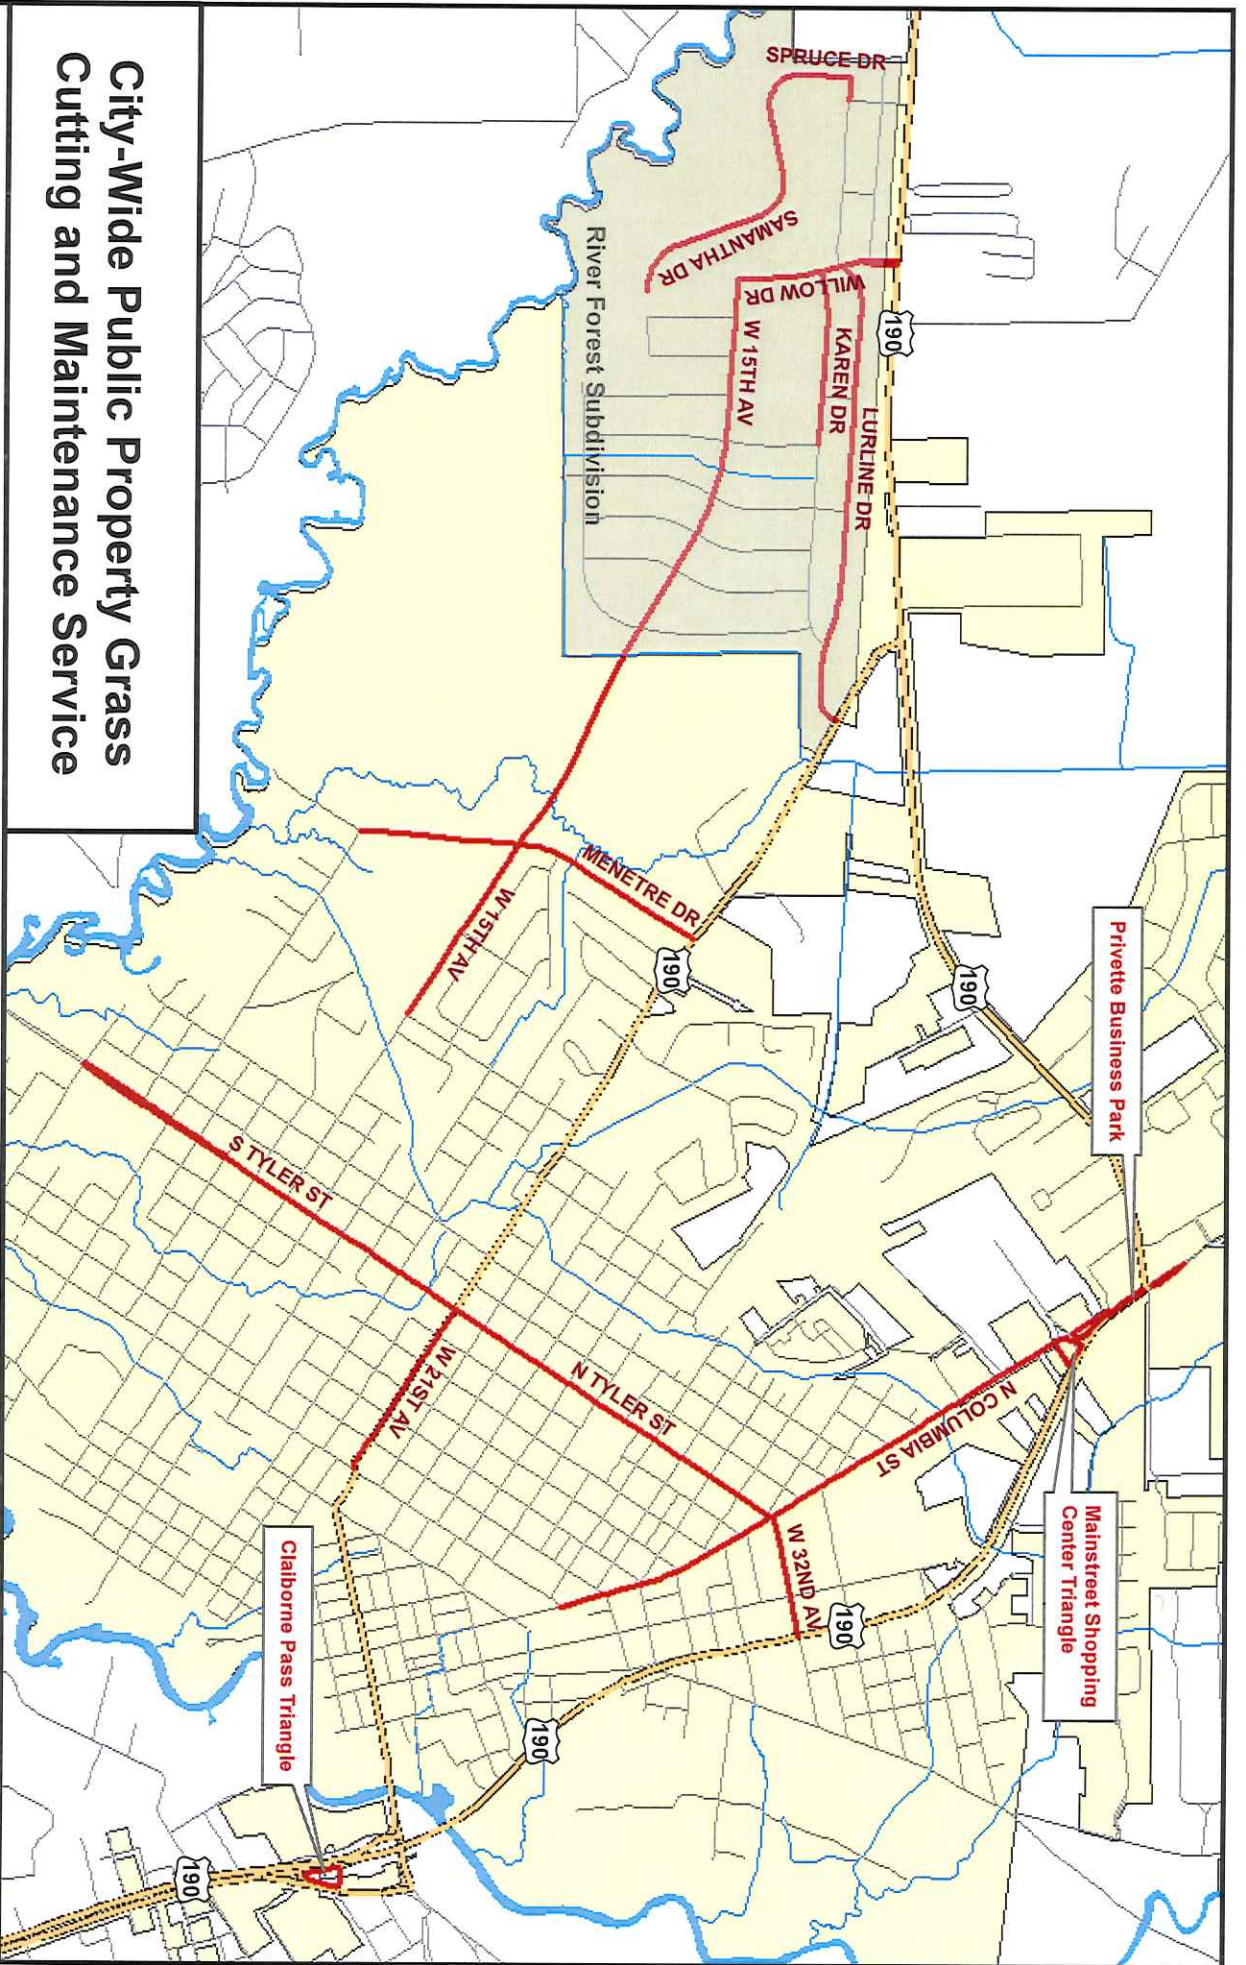 City-Wide Public Property Grass
Cutting and Maintenance Service
SPRUCE DR
SAMANTHA DR
WILLOW DR
W 15TH AV
KAREN DR
LURLINE DR
190
River Forest Subdivision
MENETRE DR
W 15TH AV
190
190
Privette Business Park
S TYLER ST
W 21ST AV
N TYLER ST
N COLUMBIA ST
W 32ND AV
190
Mainstreet Shopping
Center Triangle
Claiborne Pass Triangle
190
190